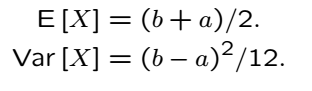 E [X] = (b + a)/2.
Var [X] = (b − a)²/12.